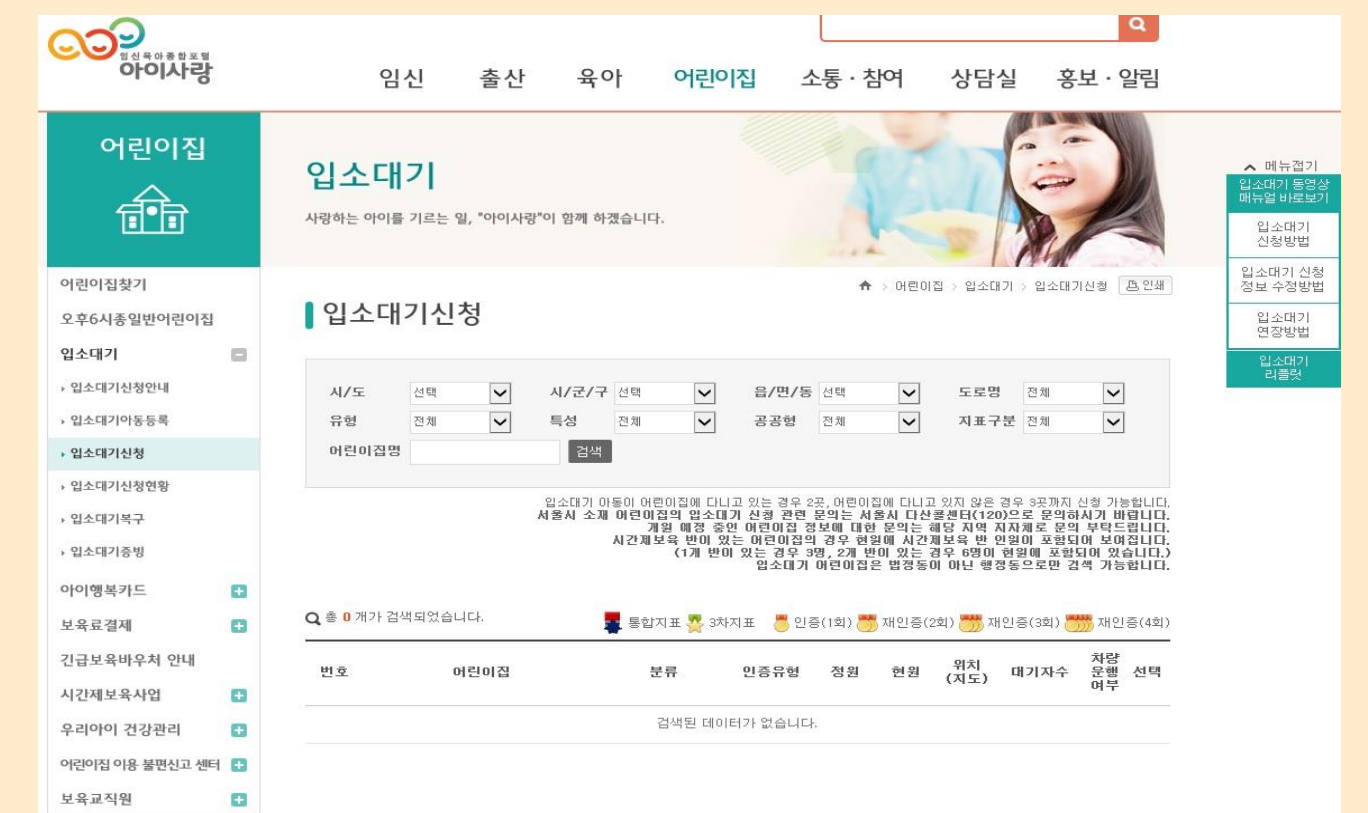 임신육아종합포털
아이사랑
임신 출산 육아 어린이집 소통 · 참여 상담실 홍보 · 알림
어린이집
입소대기
사랑하는 아이를 기르는 일, "아이사랑"이 함께 하겠습니다.
메뉴접기
입소대기 동영상
매뉴얼 바로보기
입소대기
신청방법
입소대기 신청
정보 수정방법
입소대기
연장방법
입소대기
리플릿
어린이집찾기
오후6시종일반어린이집
입소대기
입소대기신청안내
입소대기아동등록
입소대기신청
입소대기신청현황
입소대기복구
입소대기증빙
아이행복카드
보육료결제
긴급보육바우처 안내
시간제보육사업
우리아이 건강관리
어린이집 이용 불편신고 센터
보육교직원
> 어린이집 > 입소대기 > 입소대기신청 인쇄
입소대기신청
시/도 선택 시/군/구 선택 읍/면/동 선택 도로명 전체
유형 전체 특성 전체 공공형 전체 지표구분 전체
어린이집명 검색
입소대기 아동이 어린이집에 다니고 있는 경우 2곳, 어린이집에 다니고 있지 않은 경우 3곳까지 신청 가능합니다.
서울시 소재 어린이집의 입소대기 신청 관련 문의는 서울시 다산콜센터(120)으로 문의하시기 바랍니다.
개원 예정 중인 어린이집 정보에 대한 문의는 해당 지역 지자체로 문의 부탁드립니다.
시간제보육 반이 있는 어린이집의 경우 현원에 시간제보육 반 인원이 포함되어 보여집니다.
(1개 반이 있는 경우 3명, 2개 반이 있는 경우 6명이 현원에 포함되어 있습니다.)
입소대기 어린이집은 법정동이 아닌 행정동으로만 검색 가능합니다.
총 0 개가 검색되었습니다.
통합지표 3차지표 인증(1회) 재인증(2회) 재인증(3회) 재인증(4회)
번호 어린이집 분류 인증유형 정원 현원 위치(지도) 대기자수 차량운행여부 선택
검색된 데이터가 없습니다.